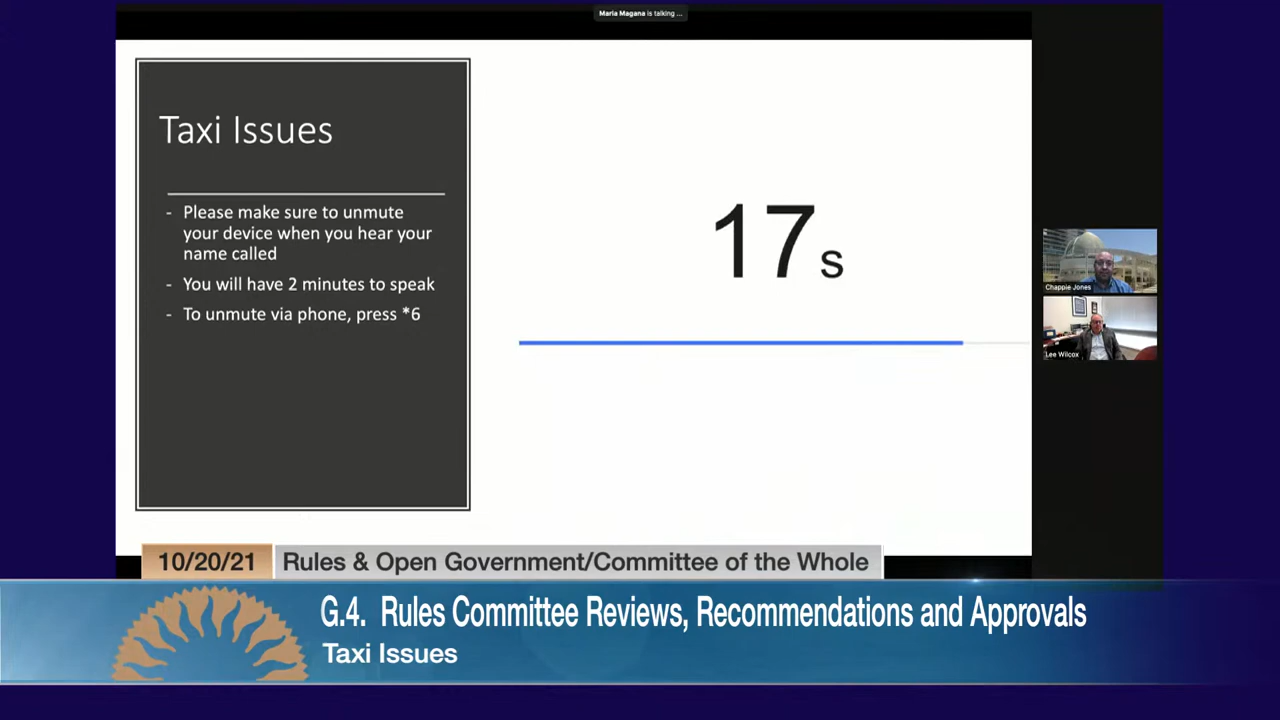 Maria Magana is talking ...
Taxi Issues
- Please make sure to unmute
your device when you hear your
name called
- You will have 2 minutes to speak
- To unmute via phone, press *6
17s
Chappie Jones
Lee Wilcox
10/20/21 Rules & Open Government/Committee of the Whole
G.4. Rules Committee Reviews, Recommendations and Approvals
Taxi Issues